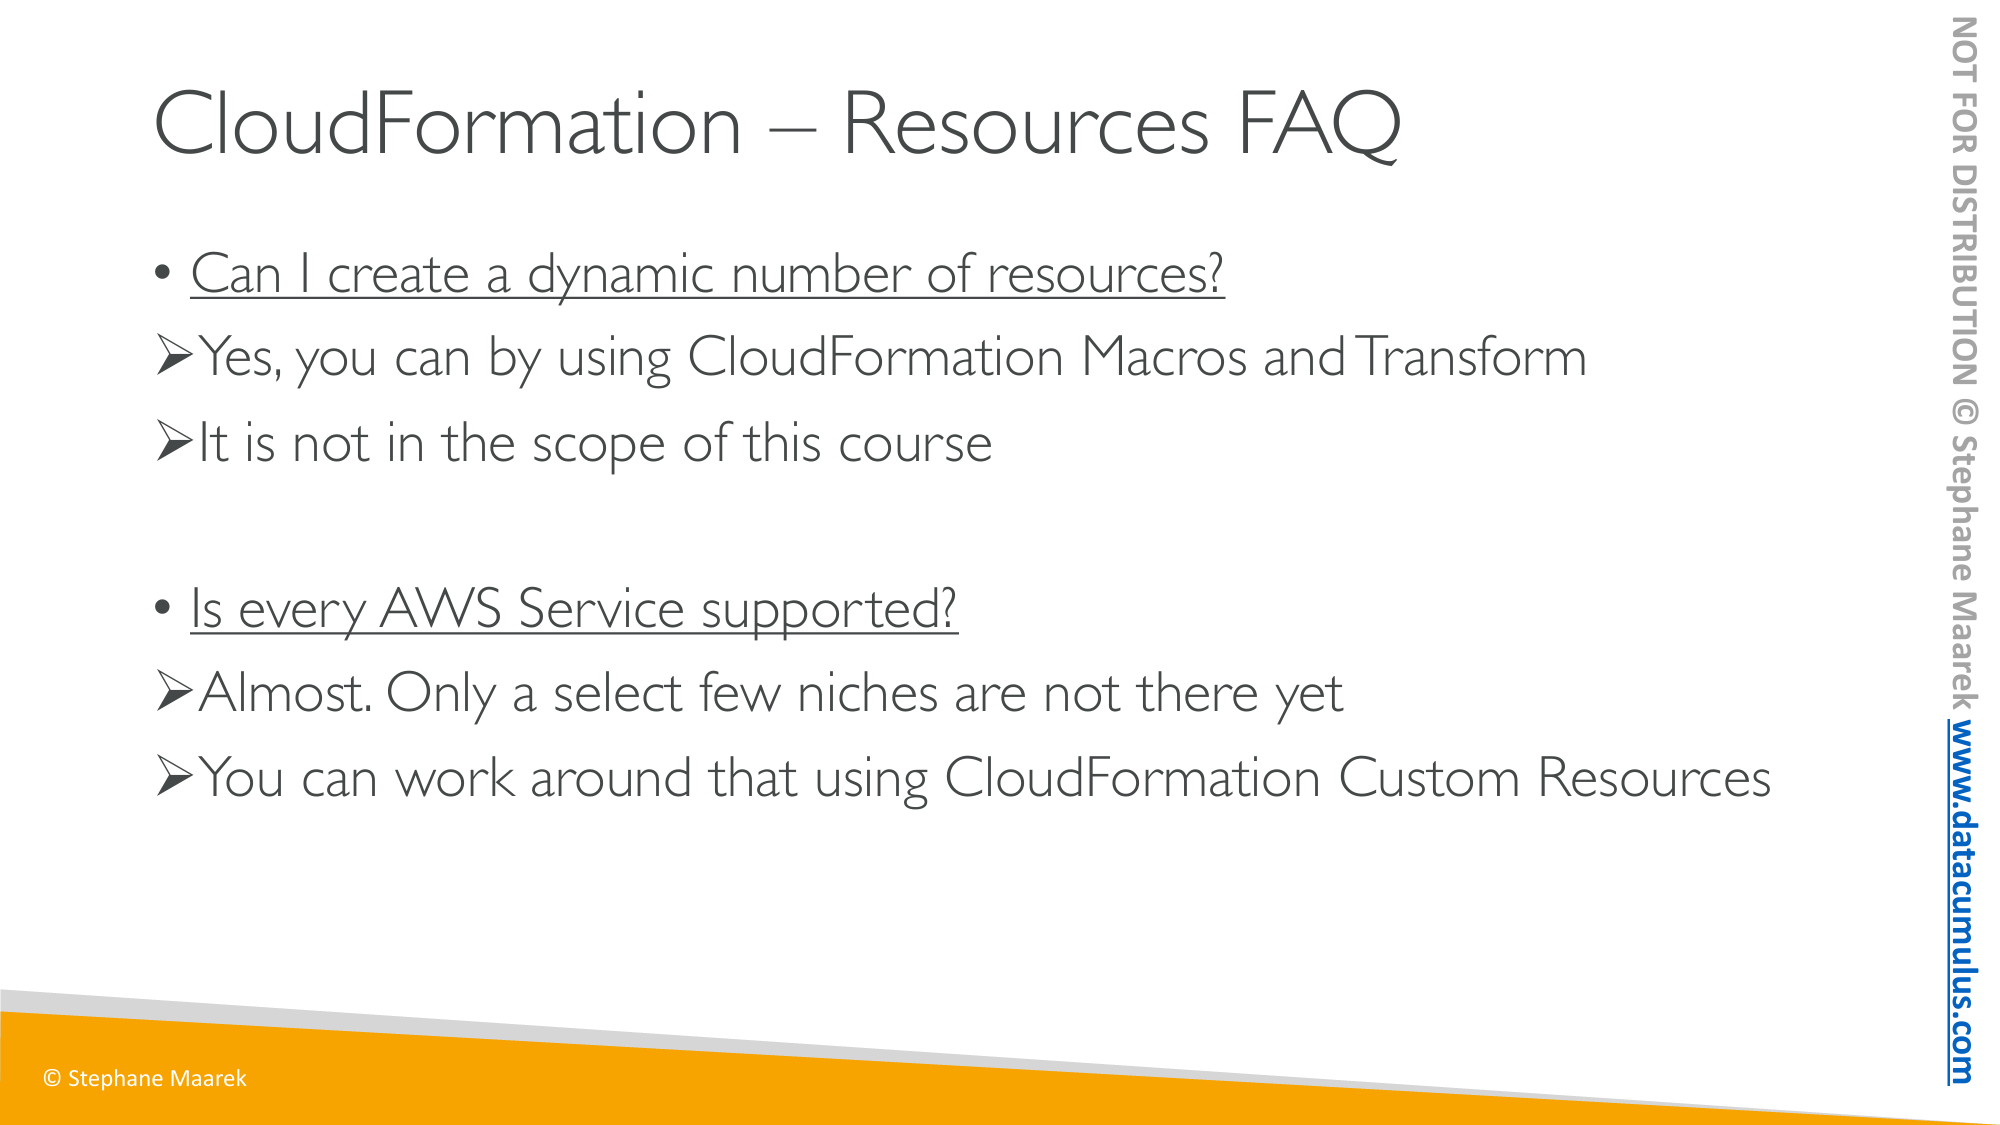 CloudFormation – Resources FAQ
• Can I create a dynamic number of resources?
➢Yes, you can by using CloudFormation Macros and Transform
➢It is not in the scope of this course
• Is every AWS Service supported?
➢Almost. Only a select few niches are not there yet
➢You can work around that using CloudFormation Custom Resources
© Stephane Maarek
NOT FOR DISTRIBUTION © Stephane Maarek www.datacumulus.com